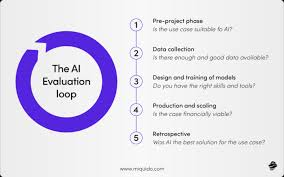 The AI
Evaluation
loop
1
Pre-project phase
Is the use case suitable fo AI?
2
Data collection
Is there enough and good data available?
3
Design and training of models
Do you have the right skills and tools?
4
Production and scaling
Is the case financially viable?
5
Retrospective
Was AI the best solution for the use case?
www.miquido.com